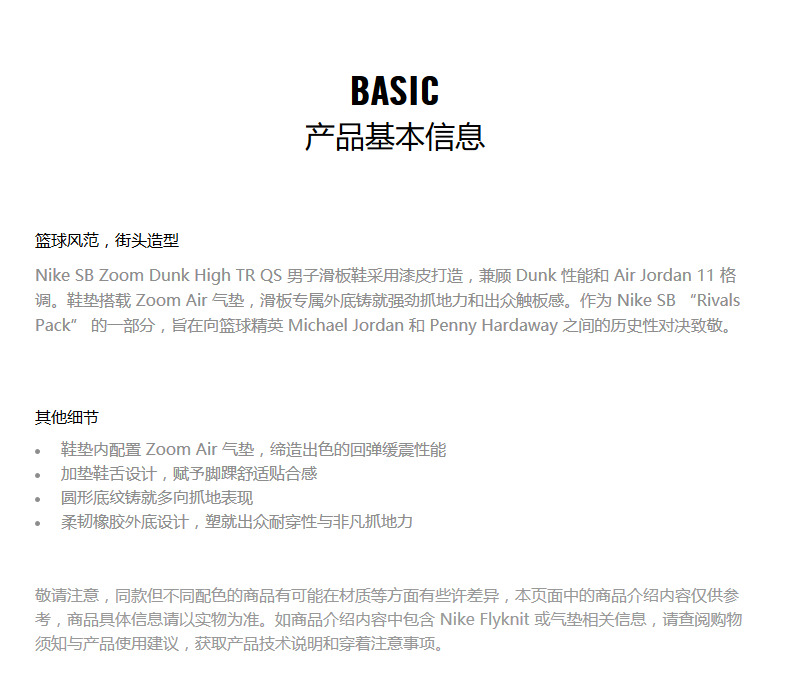 BASIC
产品基本信息
篮球风范，街头造型
Nike SB Zoom Dunk High TR QS 男子滑板鞋采用漆皮打造，兼顾 Dunk 性能和 Air Jordan 11 格
调。鞋垫搭载 Zoom Air 气垫，滑板专属外底铸就强劲抓地力和出众触板感。作为 Nike SB “Rivals
Pack” 的一部分，旨在向篮球精英 Michael Jordan 和 Penny Hardaway 之间的历史性对决致敬。
其他细节
• 鞋垫内配置 Zoom Air 气垫，缔造出色的回弹缓震性能
• 加垫鞋舌设计，赋予脚踝舒适贴合感
• 圆形底纹铸就多向抓地表现
• 柔韧橡胶外底设计，塑就出众耐穿性与非凡抓地力
敬请注意，同款但不同配色的商品有可能在材质等方面有些许差异，本页面中的商品介绍内容仅供参
考，商品具体信息请以实物为准。如商品介绍内容中包含 Nike Flyknit 或气垫相关信息，请查阅购物
须知与产品使用建议，获取产品技术说明和穿着注意事项。